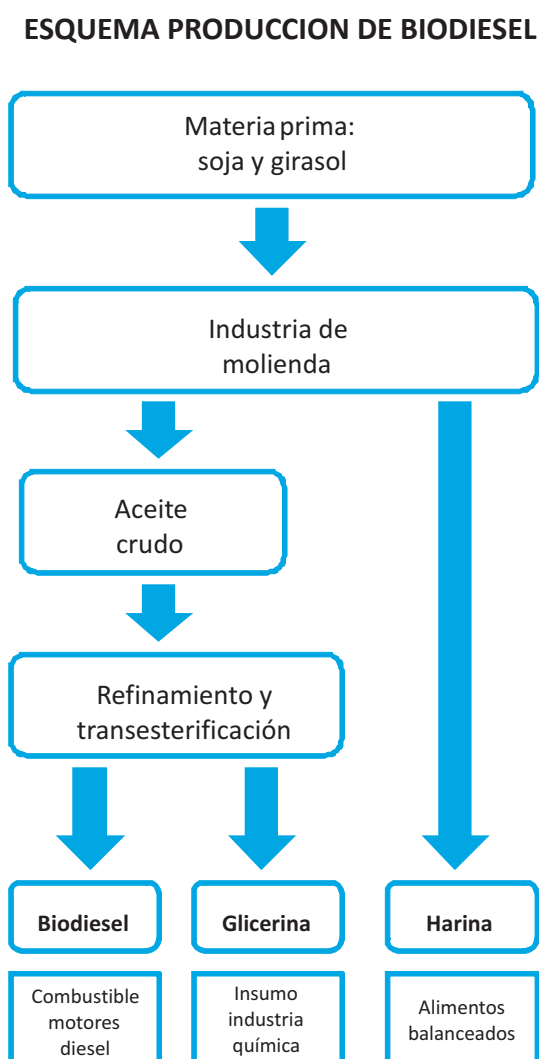 ESQUEMA PRODUCCION DE BIODIESEL
Materia prima:
soja y girasol
Industria de
molienda
Aceite
crudo
Refinamiento y
transesterificación
Biodiesel
Glicerina
Harina
Combustible
motores
diesel
Insumo
industria
química
Alimentos
balanceados